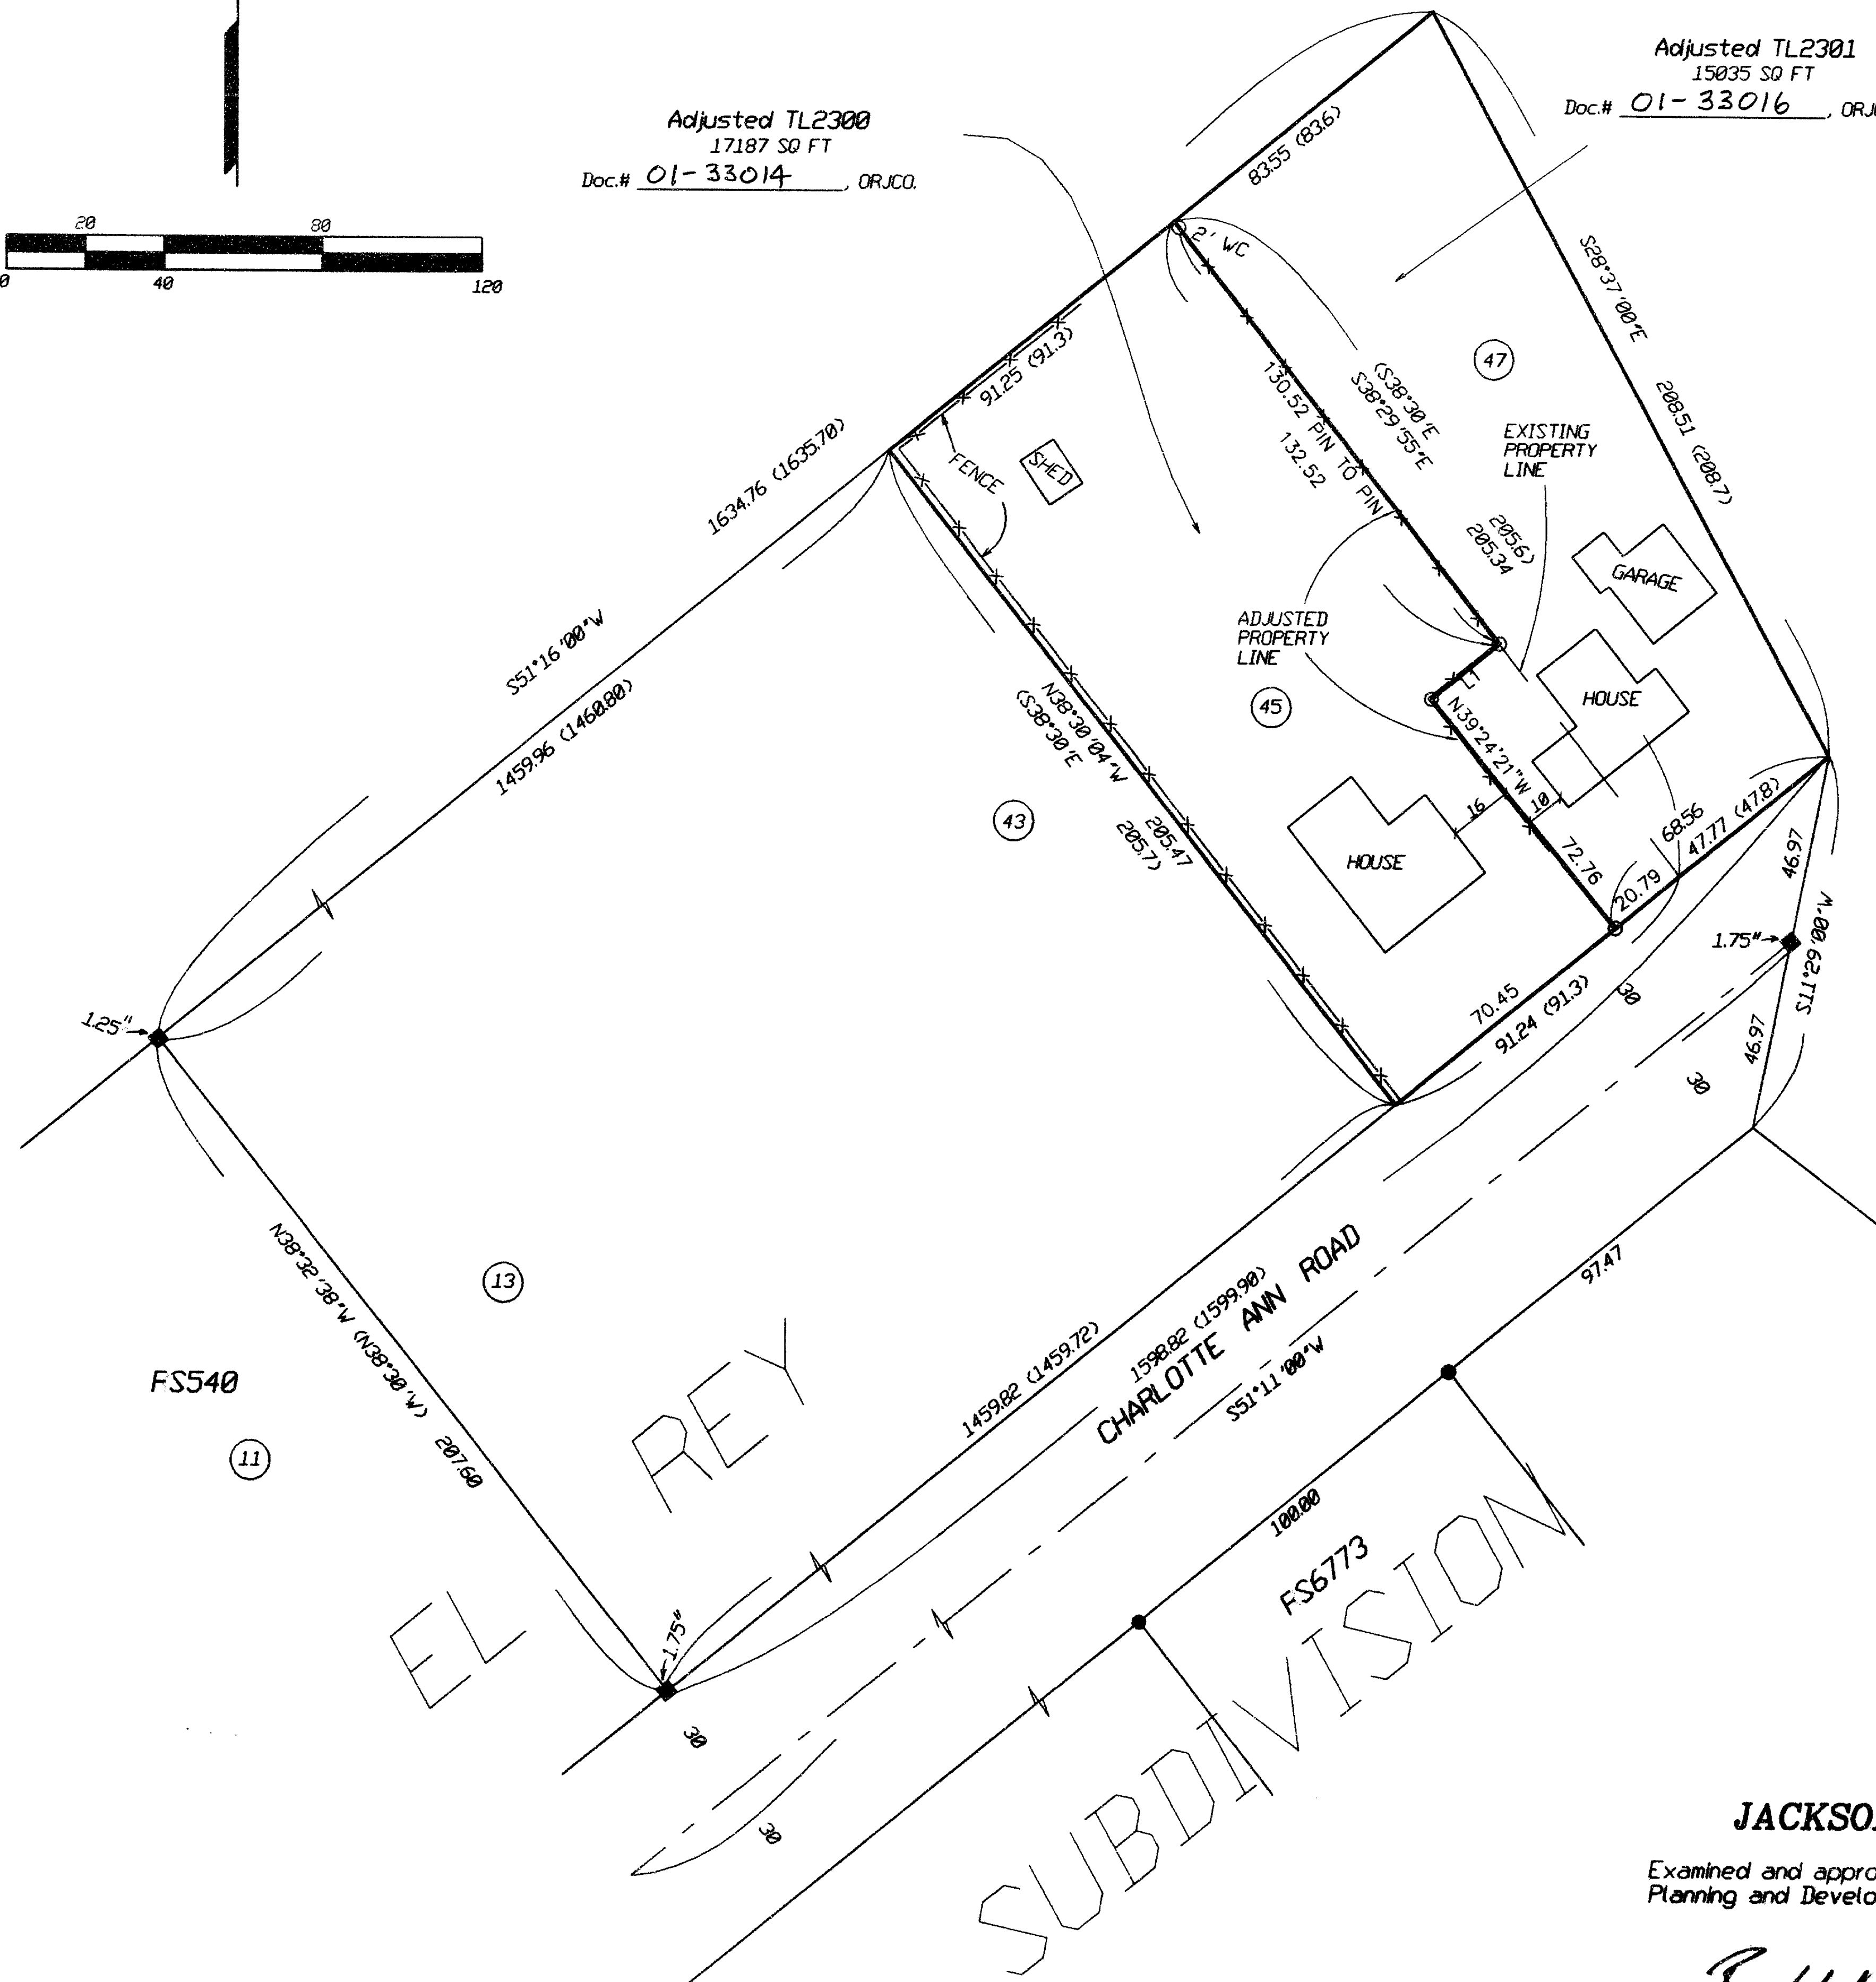 Adjusted TL2300
17187 SQ FT
Doc.# 01-33014, ORJCO.
Adjusted TL2301
15035 SQ FT
Doc.# 01-33016, ORJ
20
80
0
40
120
83.55 (83.6)
2' WC
91.25 (91.3)
FENCE
SHED
130.52 PIN TO PIN
132.52
(S38°30'E
S38°29'55"E
205.6)
205.34
47
S28°37'00"E
208.51 (208.7)
EXISTING
PROPERTY
LINE
GARAGE
HOUSE
ADJUSTED
PROPERTY
LINE
45
L1
N39°24'21"W
72.76
16
10
HOUSE
68.56
47.77 (47.8)
20.79
46.97
1.75"
S11°29'00"W
46.97
30
30
70.45
91.24 (91.3)
1634.76 (1635.70)
S51°16'00"W
1459.96 (1460.80)
N38°30'04"W
(S38°30'E
205.47
205.7)
43
1.25"
N38°32'38"W (N38°30'W)
207.60
13
FS540
11
EL REY
SUBDIVISION
1459.82 (1459.72)
1598.82 (1599.90)
CHARLOTTE ANN ROAD
S51°11'00"W
97.47
100.00
FS6773
1.75"
30
30
JACKSO
Examined and appro
Planning and Develo